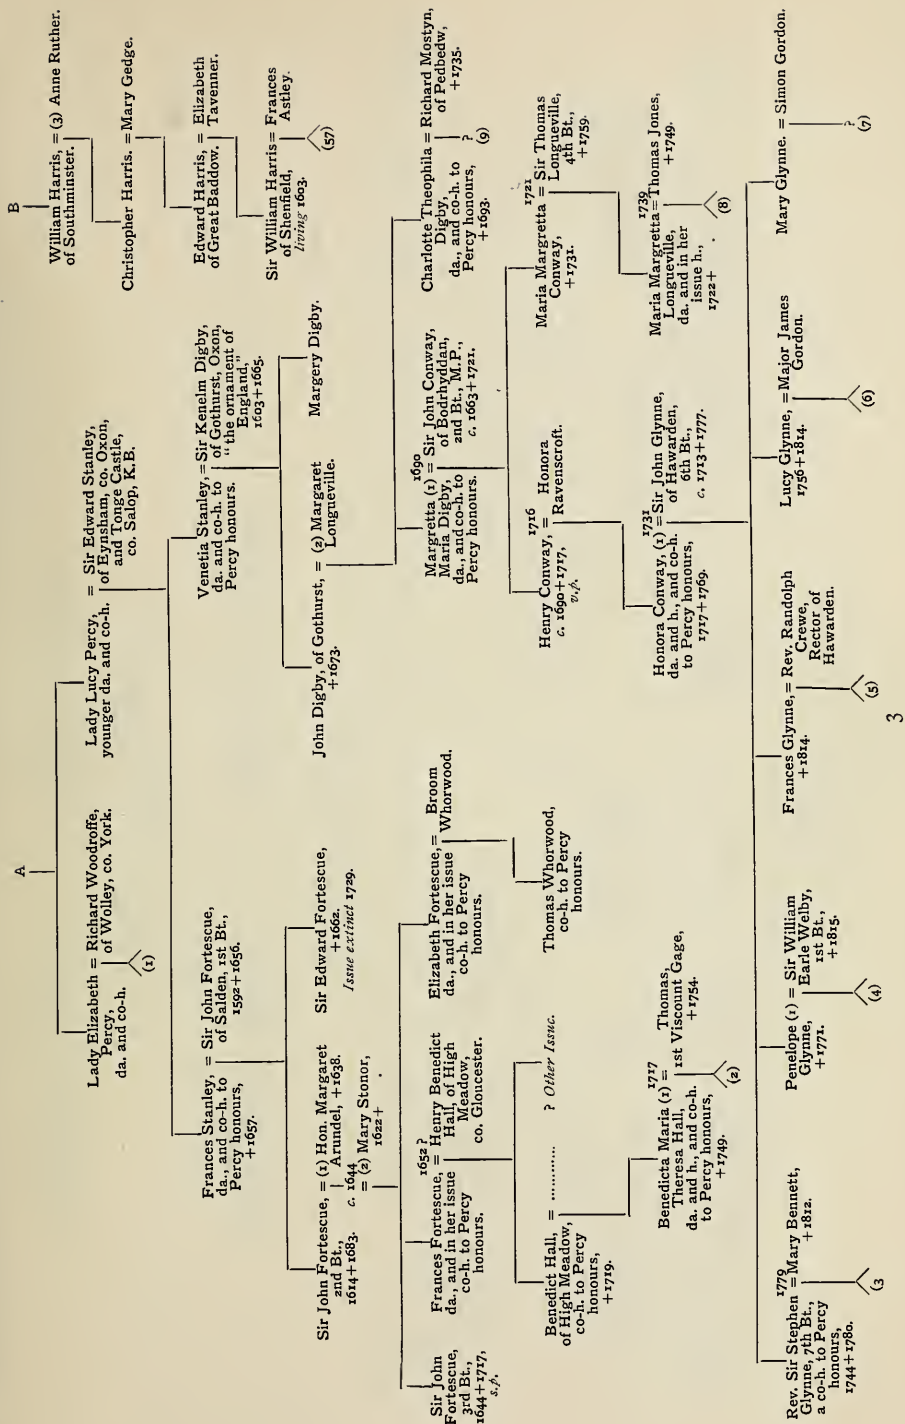 A
Lady Elizabeth = Richard Woodroffe,
Percy, of Wolley, co. York.
da. and co-h.
(1)
Lady Lucy Percy, = Sir Edward Stanley,
younger da. and co-h. of Eynsham, co. Oxon,
and Tonge Castle,
co. Salop, K.B.
B
William Harris, = (3) Anne Ruther.
of Southminster.
Christopher Harris. = Mary Gedge.
Edward Harris, = Elizabeth
of Great Baddow. Tavenner.
Sir William Harris = Frances
of Shenfield, Astley.
living 1603.
(57)
Frances Stanley, = Sir John Fortescue,
da., and co-h. to of Salden, 1st Bt.,
Percy honours, 1592+1656.
+1657.
Venetia Stanley, = Sir Kenelm Digby,
da. and co-h. to of Gothurst, Oxon,
Percy honours. "the ornament of
England,"
1603+1665.
Sir John Fortescue, = (1) Hon. Margaret
2nd Bt., Arundel, +1638.
1614+1683. c. 1644
= (2) Mary Stonor,
1622+ .
Sir Edward Fortescue,
+1662.
Issue extinct 1729.
John Digby, of Gothurst, = (2) Margaret
+1673. Longueville.
Margery Digby.
Sir John
Fortescue,
3rd Bt.,
1644+1717,
s.p.
1652?
Frances Fortescue, = Henry Benedict
da., and in her issue Hall, of High
co-h. to Percy Meadow,
honours. co. Gloucester.
Elizabeth Fortescue, = Broom
da., and in her issue Whorwood.
co-h. to Percy
honours.
1690
Margretta (1) = Sir John Conway,
Maria Digby, of Bodrhyddan,
da., and co-h. to 2nd Bt., M.P.,
Percy honours. c. 1663+1721.
Charlotte Theophila = Richard Mostyn,
Digby, of Pedbedw,
da., and co-h. to +1735.
Percy honours,
+1693.
?
(9)
Benedict Hall, = ............
of High Meadow,
co-h. to Percy
honours,
+1719.
? Other Issue.
Thomas Whorwood,
co-h. to Percy
honours.
1716
Henry Conway, = Honora
c. 1690+1717, Ravenscroft.
v.p.
1721
Maria Margretta = Sir Thomas
Conway, Longueville,
+1731. 4th Bt.,
+1759.
1717
Benedicta Maria (1) = Thomas,
Theresa Hall, 1st Viscount Gage,
da. and h., and co-h. +1754.
to Percy honours,
+1749.
(2)
1731
Honora Conway, (1) = Sir John Glynne,
da. and h., and co-h. of Hawarden,
to Percy honours, 6th Bt.,
1717+1769. c. 1713+1777.
1739
Maria Margretta = Thomas Jones,
Longueville, +1749.
da. and in her
issue h.,
1722+ .
(8)
1779
Rev. Sir Stephen = Mary Bennett,
Glynne, 7th Bt., +1812.
a co-h. to Percy
honours,
1744+1780.
(3
Penelope (1) = Sir William
Glynne, Earle Welby,
+1771. 1st Bt.,
+1815.
(4)
Frances Glynne, = Rev. Randolph
+1814. Crewe,
Rector of
Hawarden.
(5)
Lucy Glynne, = Major James
1756+1814. Gordon.
(6)
Mary Glynne. = Simon Gordon.
?
(7)
3